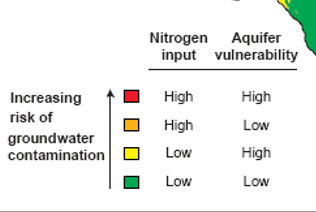 Nitrogen Aquifer
input vulnerability
Increasing
risk of
groundwater
contamination
High High
High Low
Low High
Low Low